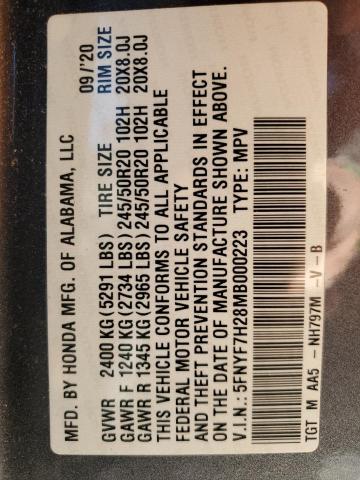 MFD. BY HONDA MFG. OF ALABAMA, LLC 09/'20
GVWR 2400 KG(5291 LBS) TIRE SIZE RIM SIZE
GAWR F 1240 KG(2734 LBS) 245/50R20 102H 20X8.0J
GAWR R 1345 KG(2965 LBS) 245/50R20 102H 20X8.0J
THIS VEHICLE CONFORMS TO ALL APPLICABLE
FEDERAL MOTOR VEHICLE SAFETY
AND THEFT PREVENTION STANDARDS IN EFFECT
ON THE DATE OF MANUFACTURE SHOWN ABOVE.
V.I.N.: 5FNYF7H28MB000223 TYPE: MPV
TGT M AA5 - NH797M -V -B